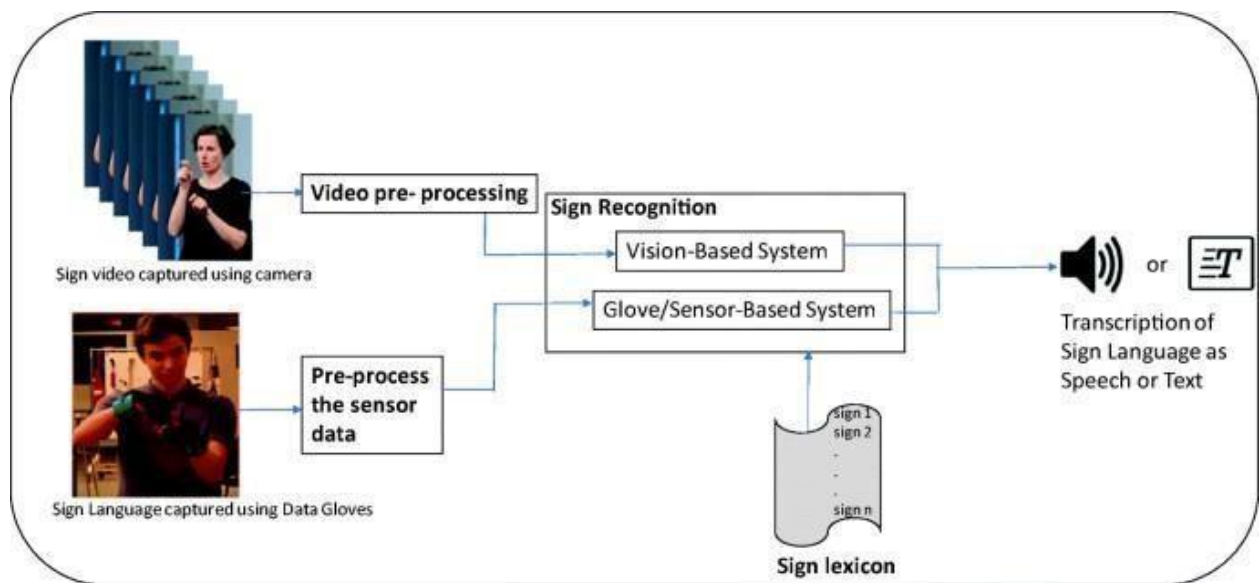 Video pre- processing
Sign video captured using camera
Sign Recognition
Vision-Based System
Glove/Sensor-Based System
or
T
Transcription of
Sign Language as
Speech or Text
Pre-process
the sensor
data
Sign Language captured using Data Gloves
sign 1
sign 2
.
.
.
sign n
Sign lexicon